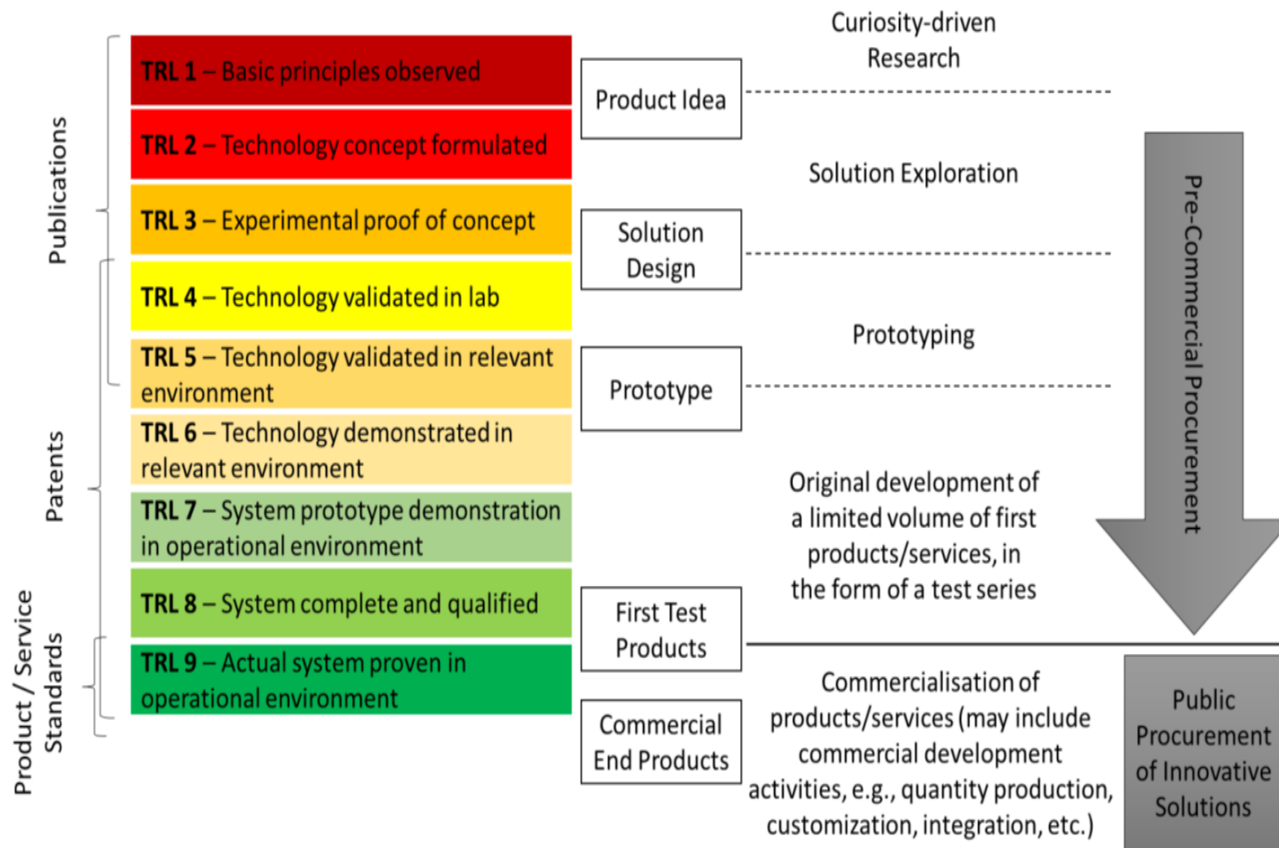 Publications
Patents
Product / Service
Standards
TRL 1 – Basic principles observed
TRL 2 – Technology concept formulated
TRL 3 – Experimental proof of concept
TRL 4 – Technology validated in lab
TRL 5 – Technology validated in relevant
environment
TRL 6 – Technology demonstrated in
relevant environment
TRL 7 – System prototype demonstration
in operational environment
TRL 8 – System complete and qualified
TRL 9 – Actual system proven in
operational environment
Product Idea
Solution
Design
Prototype
First Test
Products
Commercial
End Products
Curiosity-driven
Research
Solution Exploration
Prototyping
Original development of
a limited volume of first
products/services, in
the form of a test series
Commercialisation of
products/services (may include
commercial development
activities, e.g., quantity production,
customization, integration, etc.)
Pre-Commercial Procurement
Public
Procurement
of Innovative
Solutions